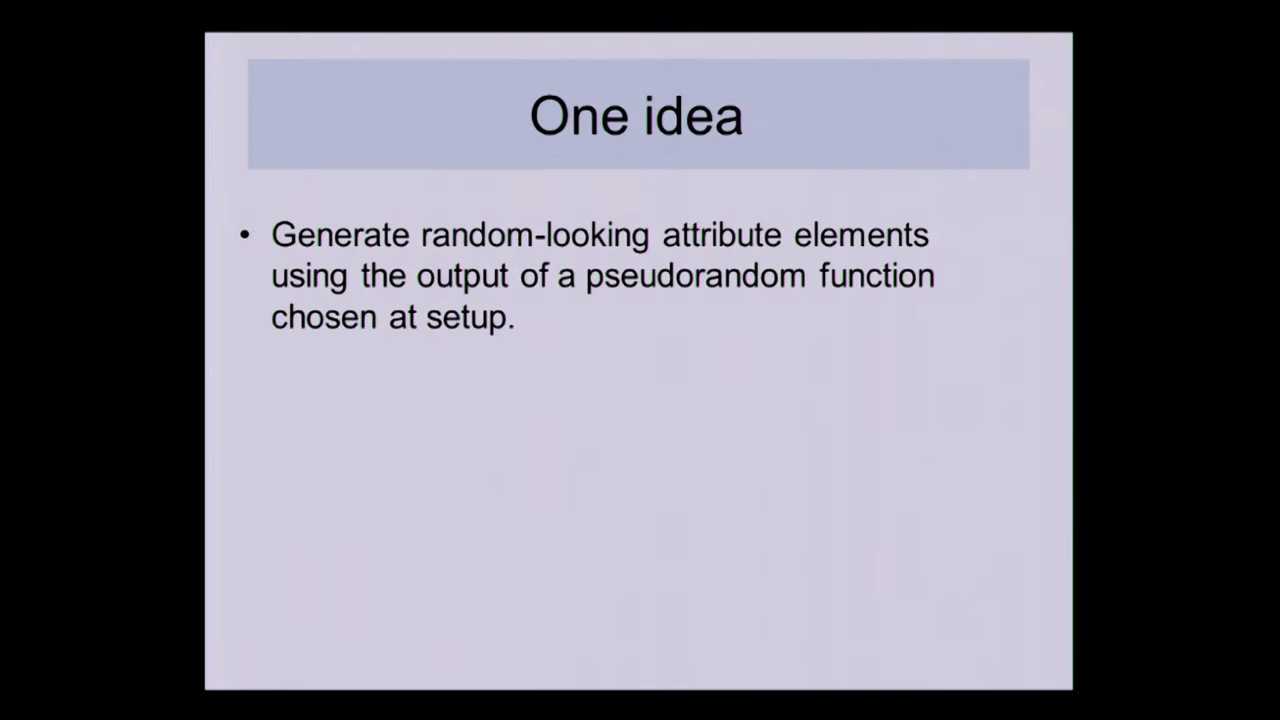 One idea
• Generate random-looking attribute elements
using the output of a pseudorandom function
chosen at setup.